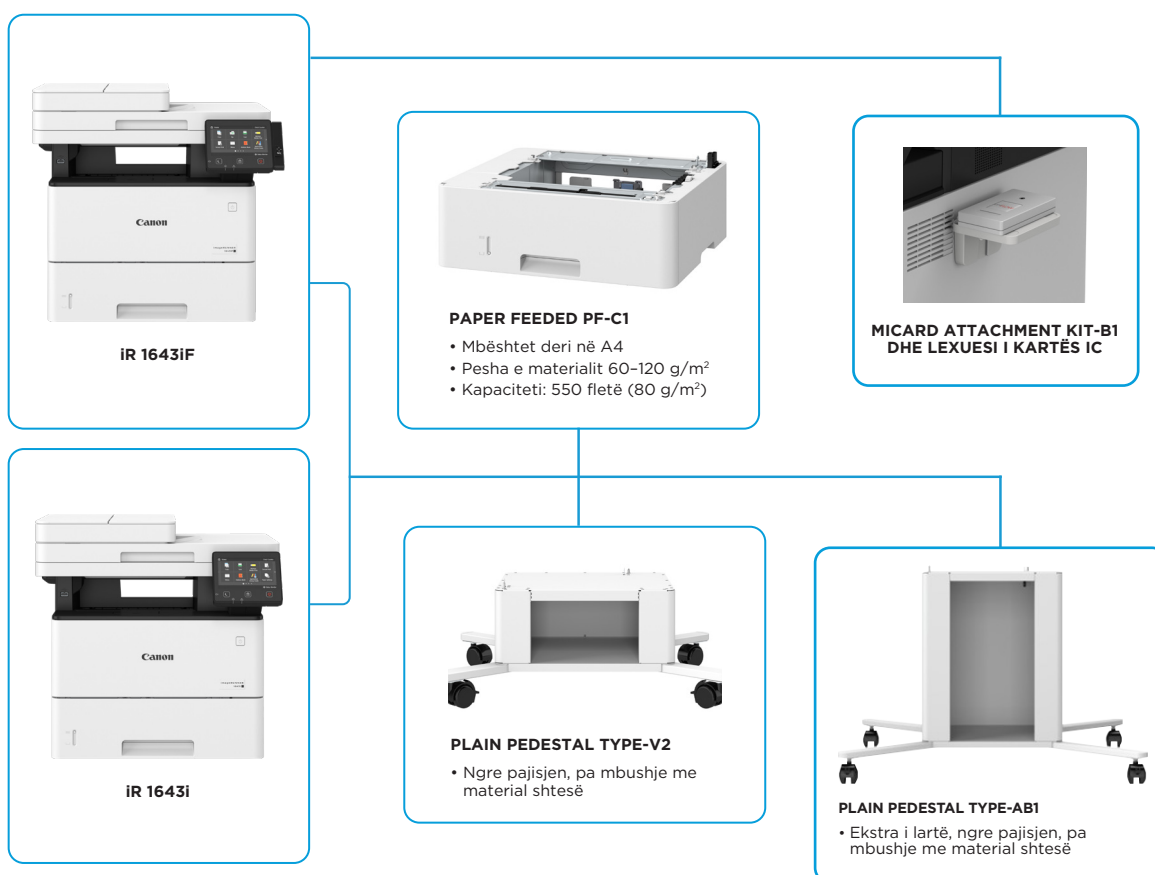 Canon
iR 1643iF
PAPER FEEDED PF-C1
• Mbështet deri në A4
• Pesha e materialit 60–120 g/m²
• Kapaciteti: 550 fletë (80 g/m²)
MICARD ATTACHMENT KIT-B1
DHE LEXUESI I KARTËS IC
Canon
iR 1643i
PLAIN PEDESTAL TYPE-V2
• Ngre pajisjen, pa mbushje me
material shtesë
PLAIN PEDESTAL TYPE-AB1
• Ekstra i lartë, ngre pajisjen, pa
mbushje me material shtesë